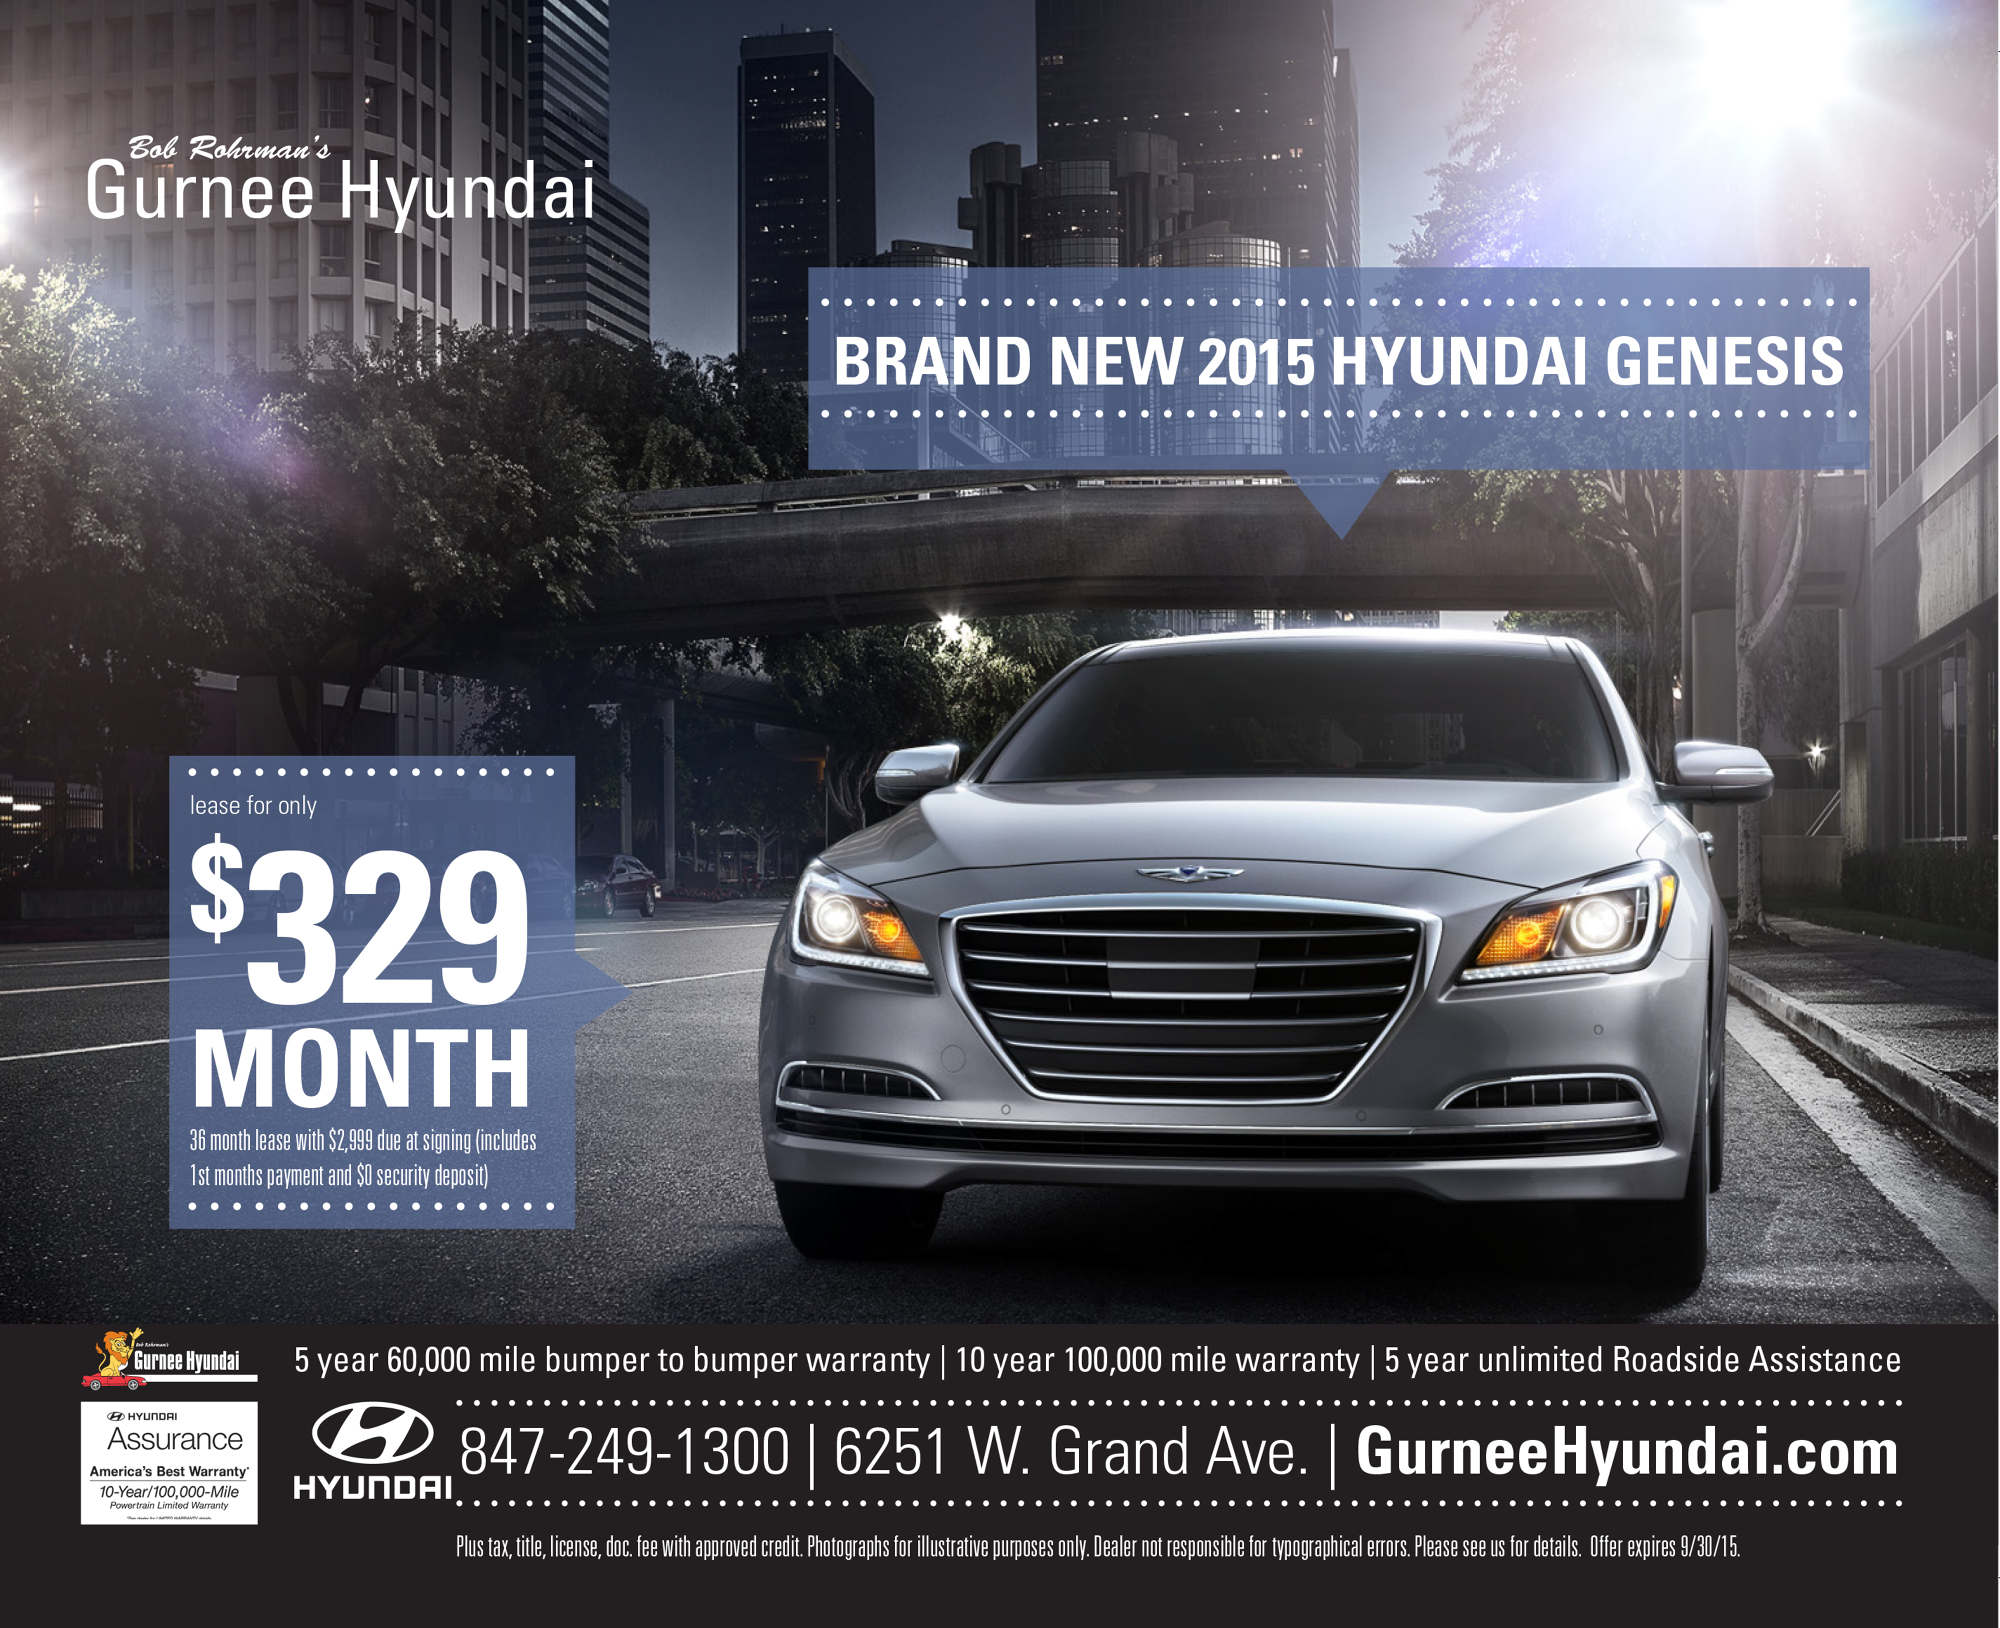 Bob Rohrman's
Gurnee Hyundai
BRAND NEW 2015 HYUNDAI GENESIS
lease for only
$329
MONTH
36 month lease with $2,999 due at signing (includes
1st months payment and $0 security deposit)
Bob Rohrman's
Gurnee Hyundai
5 year 60,000 mile bumper to bumper warranty | 10 year 100,000 mile warranty | 5 year unlimited Roadside Assistance
HYUNDAI
Assurance
America's Best Warranty*
10-Year/100,000-Mile
Powertrain Limited Warranty
HYUNDAI
847-249-1300 | 6251 W. Grand Ave. | GurneeHyundai.com
Plus tax, title, license, doc. fee with approved credit. Photographs for illustrative purposes only. Dealer not responsible for typographical errors. Please see us for details. Offer expires 9/30/15.